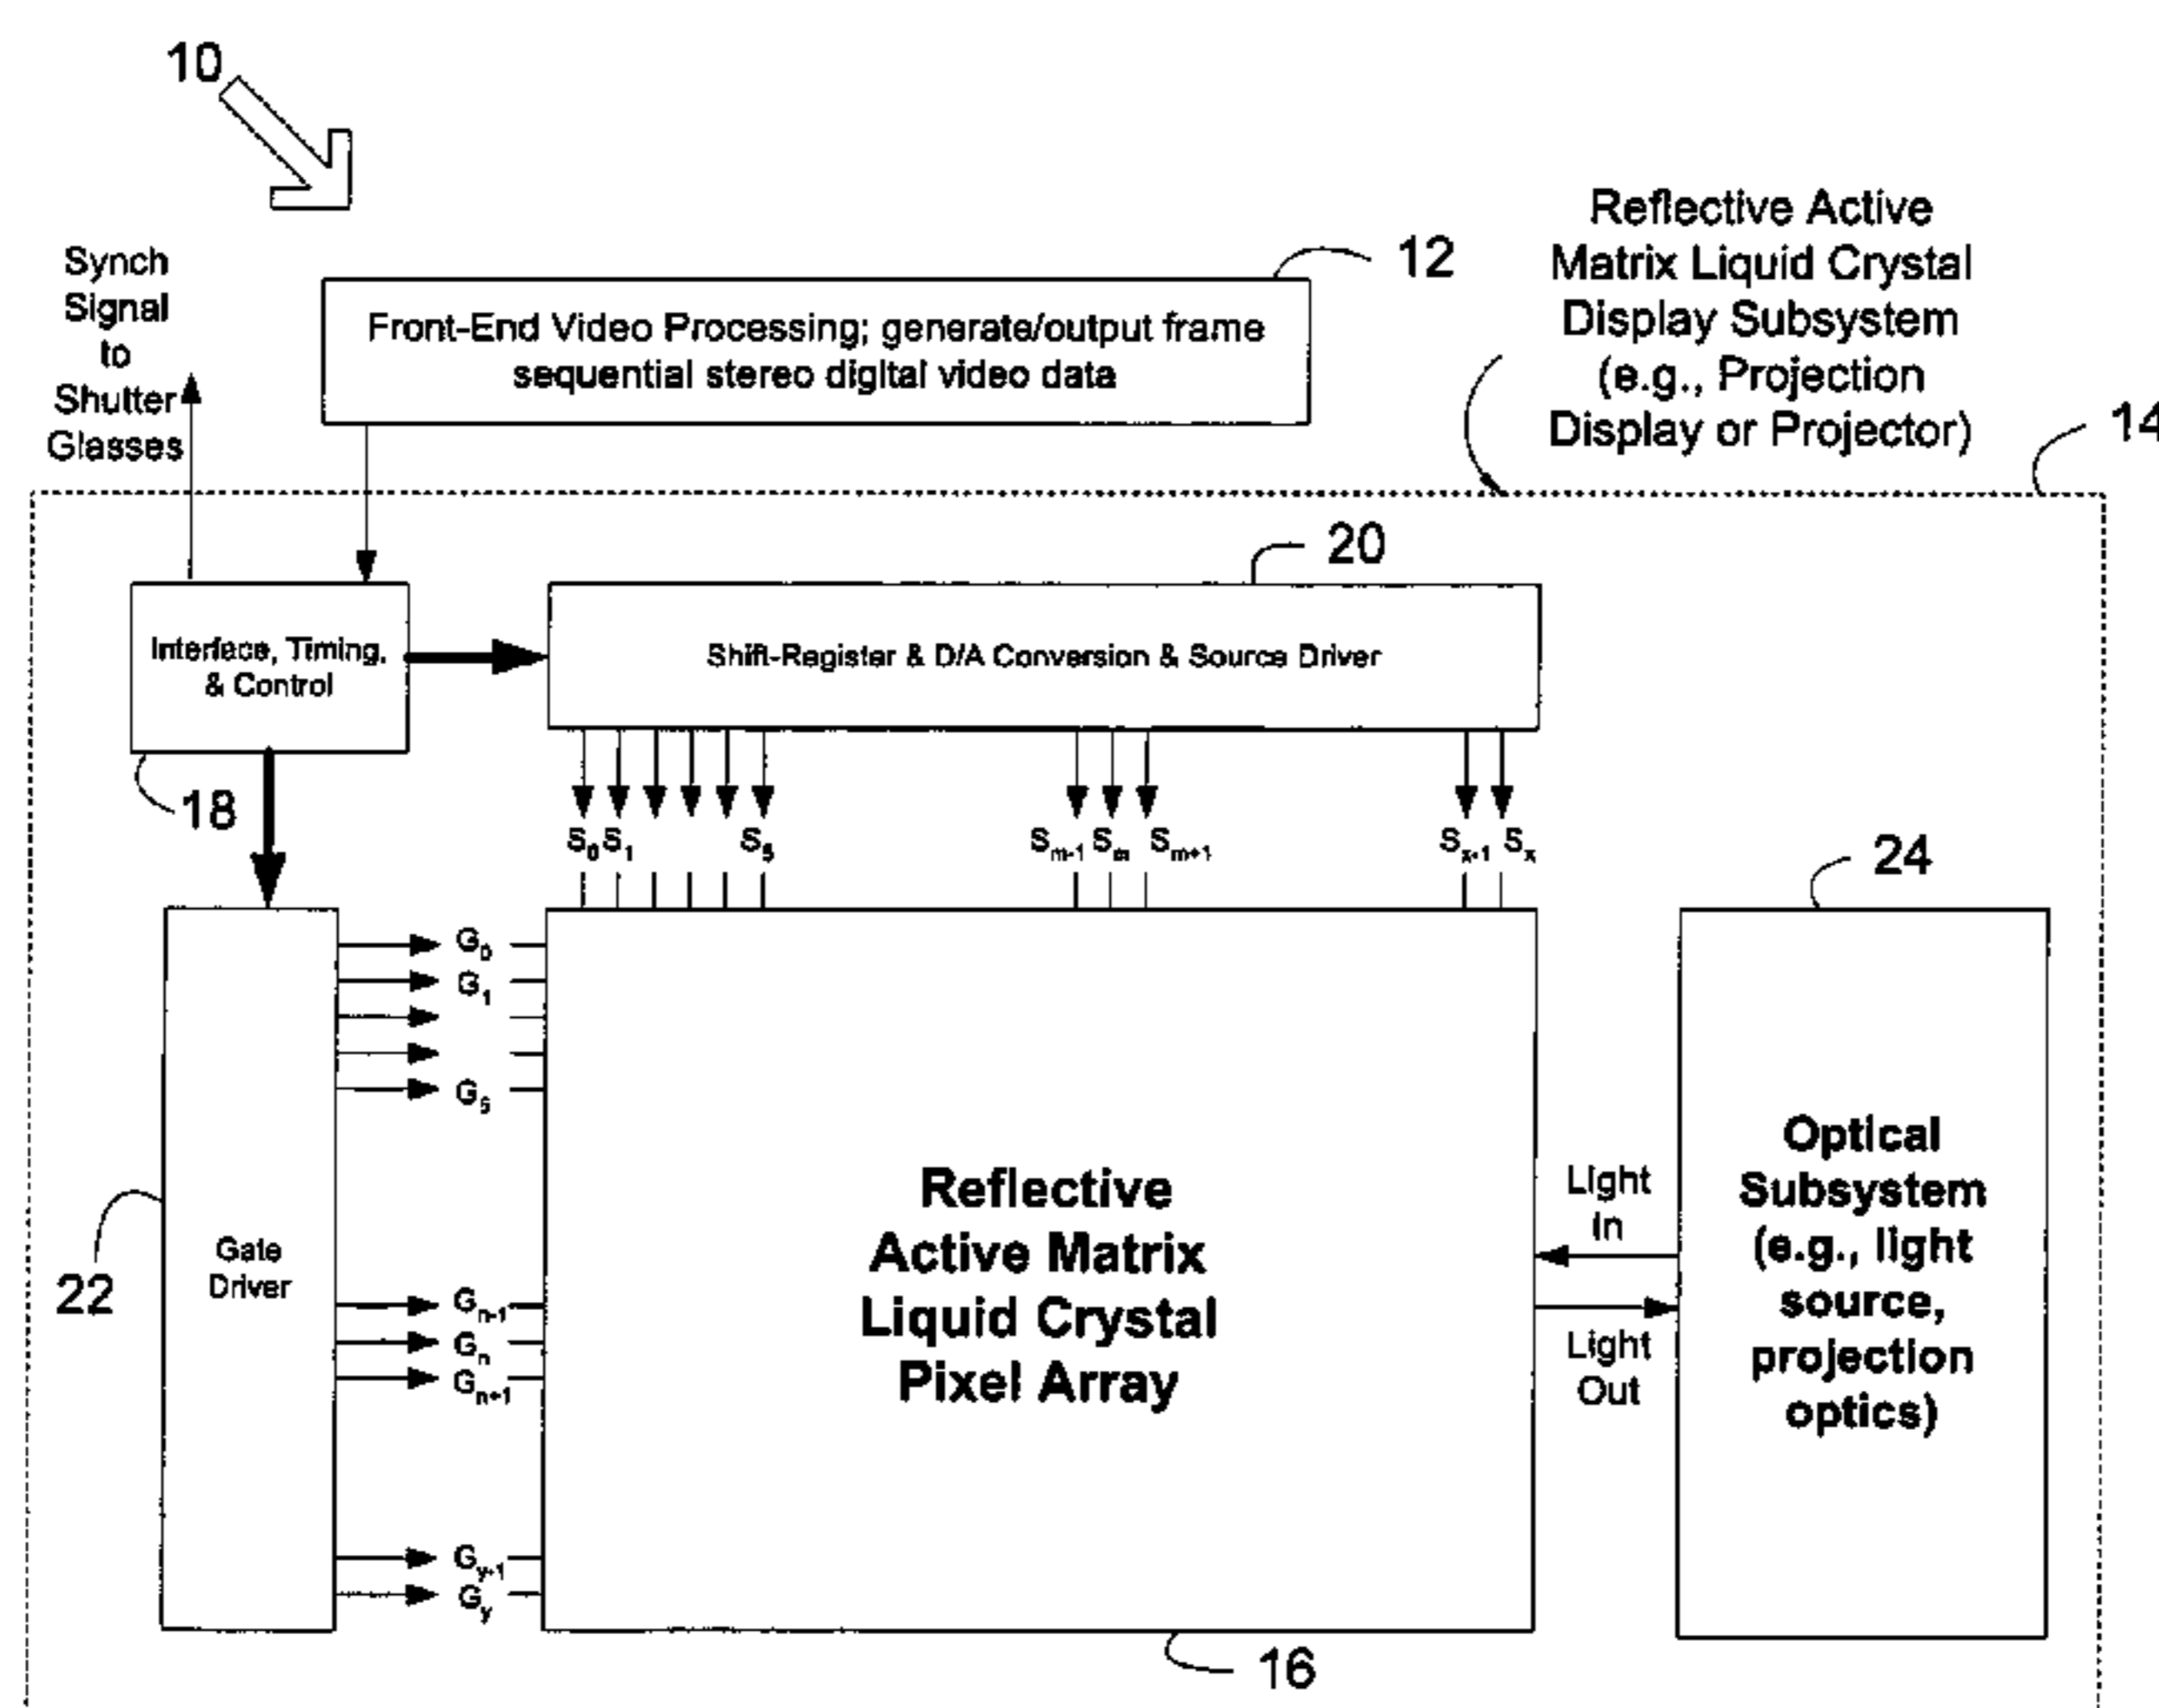 10
Synch
Signal
to
Shutter
Glasses
Front-End Video Processing; generate/output frame
sequential stereo digital video data
12
Reflective Active
Matrix Liquid Crystal
Display Subsystem
(e.g., Projection
Display or Projector)
14
Interface, Timing,
& Control
18
20
Shift-Register & D/A Conversion & Source Driver
S0 S1 S5 Sm-1 Sm Sm+1 Sx-1 Sx
24
G0
G1
G5
22
Gate
Driver
Gn-1
Gn
Gn+1
Gy-1
Gy
Reflective
Active Matrix
Liquid Crystal
Pixel Array
16
Light
In
Light
Out
Optical
Subsystem
(e.g., light
source,
projection
optics)